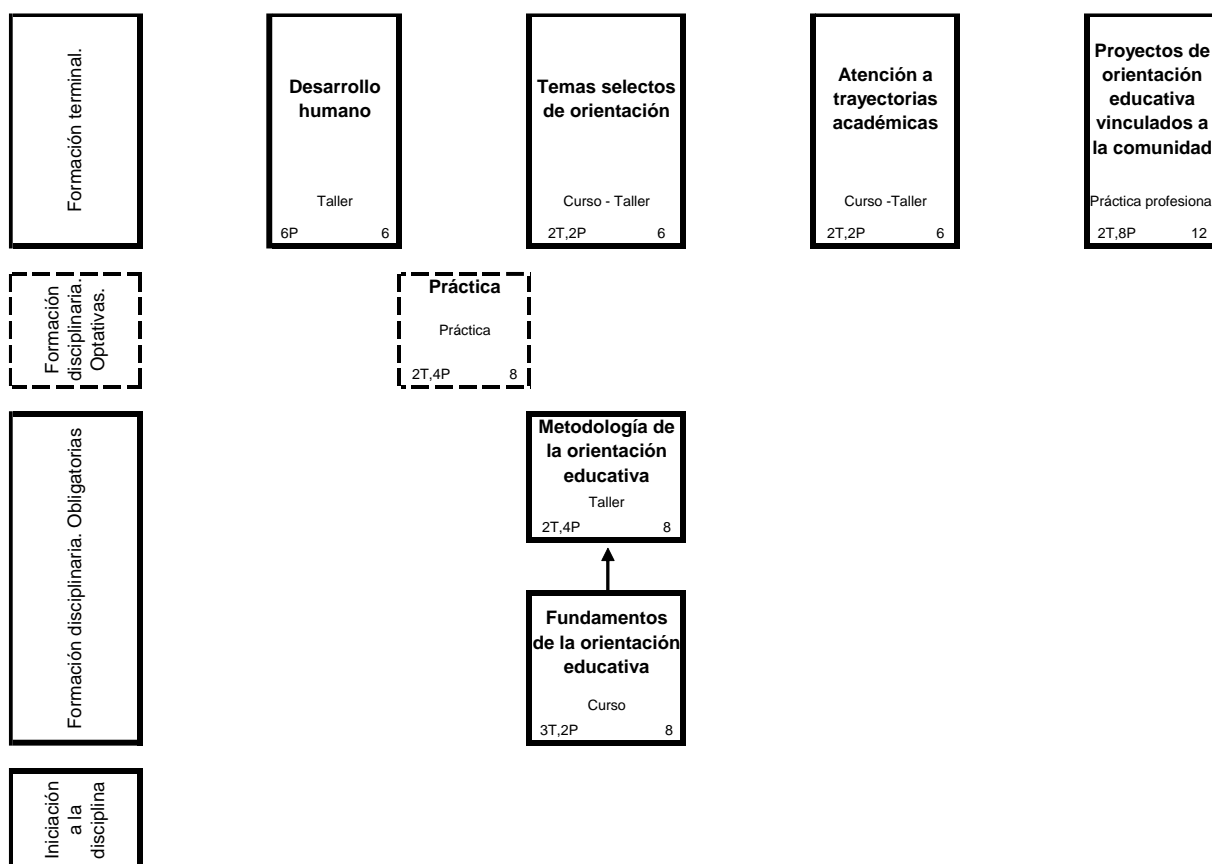 Formación terminal.
Desarrollo
humano
Taller
6P 6
Temas selectos
de orientación
Curso - Taller
2T,2P 6
Atención a
trayectorias
académicas
Curso -Taller
2T,2P 6
Proyectos de
orientación
educativa
vinculados a
la comunidad
Práctica profesiona
2T,8P 12
Formación
disciplinaria.
Optativas.
Práctica
Práctica
2T,4P 8
Formación disciplinaria. Obligatorias
Metodología de
la orientación
educativa
Taller
2T,4P 8
Fundamentos
de la orientación
educativa
Curso
3T,2P 8
Iniciación
a la
disciplina